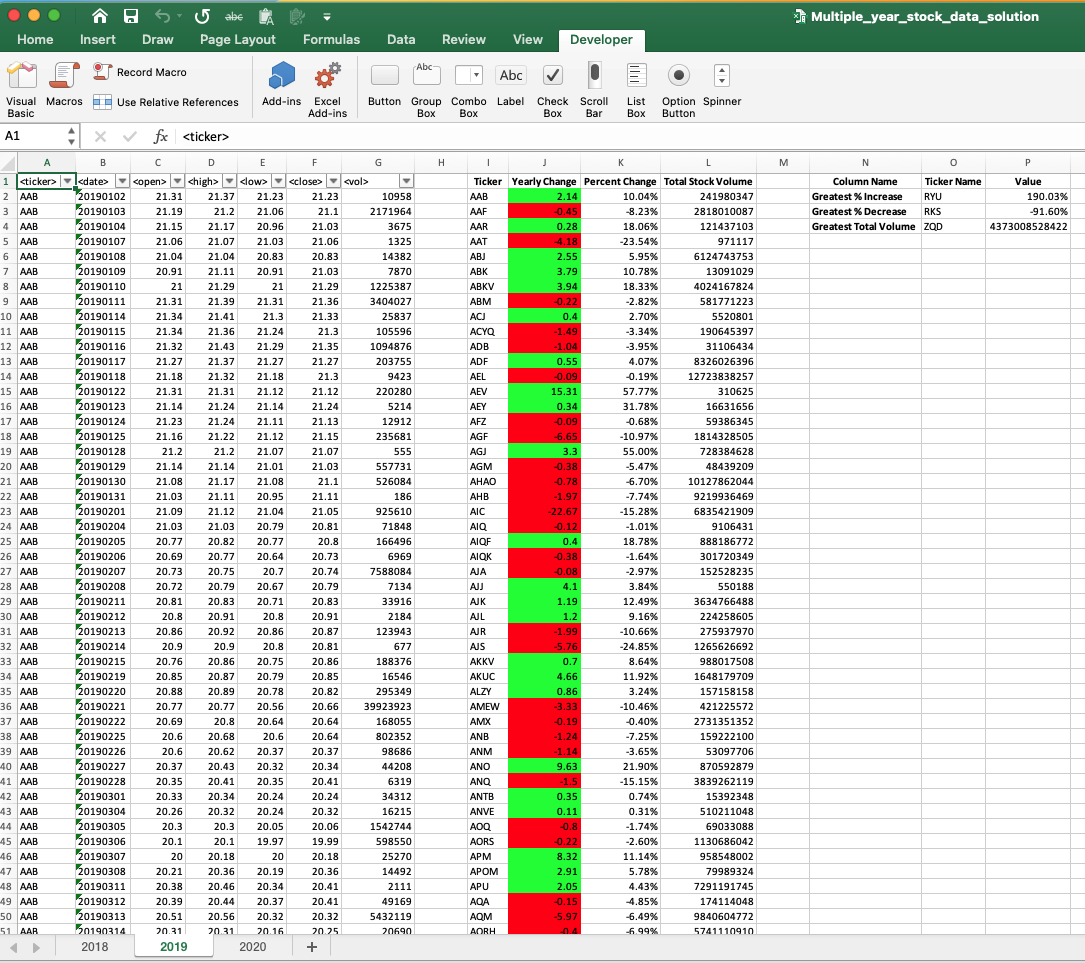 Multiple_year_stock_data_solution
Home Insert Draw Page Layout Formulas Data Review View Developer
Visual Basic Macros Record Macro Use Relative References Add-ins Excel Add-ins Button Group Box Combo Box Label Check Box Scroll Bar List Box Option Button Spinner
A1 fx <ticker>
A B C D E F G H I J K L M N O P
1 <ticker> <date> <open> <high> <low> <close> <vol> Ticker Yearly Change Percent Change Total Stock Volume Column Name Ticker Name Value
2 AAB 20190102 21.31 21.37 21.23 21.23 10958 AAB 2.14 10.04% 241980347 Greatest % Increase RYU 190.03%
3 AAB 20190103 21.19 21.2 21.06 21.1 2171964 AAF -0.45 -8.23% 2818010087 Greatest % Decrease RKS -91.60%
4 AAB 20190104 21.15 21.17 20.96 21.03 3675 AAR 0.28 18.06% 121437103 Greatest Total Volume ZQD 4373008528422
5 AAB 20190107 21.06 21.07 21.03 21.06 1325 AAT -4.18 -23.54% 971117
6 AAB 20190108 21.04 21.04 20.83 20.83 14382 ABJ 2.55 5.95% 6124743753
7 AAB 20190109 20.91 21.11 20.91 21.03 7870 ABK 3.79 10.78% 13091029
8 AAB 20190110 21 21.29 21 21.29 1225387 ABKV 3.94 18.33% 4024167824
9 AAB 20190111 21.31 21.39 21.31 21.36 3404027 ABM -0.22 -2.82% 581771223
10 AAB 20190114 21.34 21.41 21.3 21.33 25837 ACJ 0.4 2.70% 5520801
11 AAB 20190115 21.34 21.36 21.24 21.3 105596 ACYQ -1.49 -3.34% 190645397
12 AAB 20190116 21.32 21.43 21.29 21.35 1094876 ADB -1.04 -3.95% 31106434
13 AAB 20190117 21.27 21.37 21.27 21.27 203755 ADF 0.55 4.07% 8326026396
14 AAB 20190118 21.18 21.32 21.18 21.3 9423 AEL -0.09 -0.19% 12723838257
15 AAB 20190122 21.31 21.31 21.12 21.12 220280 AEV 15.31 57.77% 310625
16 AAB 20190123 21.14 21.24 21.14 21.24 5214 AEY 0.34 31.78% 16631656
17 AAB 20190124 21.23 21.24 21.11 21.13 12912 AFZ -0.09 -0.68% 59386345
18 AAB 20190125 21.16 21.22 21.12 21.15 235681 AGF -6.65 -10.97% 1814328505
19 AAB 20190128 21.2 21.2 21.07 21.07 555 AGJ 3.3 55.00% 728384628
20 AAB 20190129 21.14 21.14 21.01 21.03 557731 AGM -0.38 -5.47% 48439209
21 AAB 20190130 21.08 21.17 21.08 21.1 526084 AHAO -0.78 -6.70% 10127862044
22 AAB 20190131 21.03 21.11 20.95 21.11 186 AHB -1.97 -7.74% 9219936469
23 AAB 20190201 21.09 21.12 21.04 21.05 925610 AIC -22.67 -15.28% 6835421909
24 AAB 20190204 21.03 21.03 20.79 20.81 71848 AIQ -0.12 -1.01% 9106431
25 AAB 20190205 20.77 20.82 20.77 20.8 166496 AIQF 0.4 18.78% 888186772
26 AAB 20190206 20.69 20.77 20.64 20.73 6969 AIQK -0.38 -1.64% 301720349
27 AAB 20190207 20.73 20.75 20.7 20.74 7588084 AJA -0.08 -2.97% 152528235
28 AAB 20190208 20.72 20.79 20.67 20.79 7134 AJJ 4.1 3.84% 550188
29 AAB 20190211 20.81 20.83 20.71 20.83 33916 AJK 1.19 12.49% 3634766488
30 AAB 20190212 20.8 20.91 20.8 20.91 2184 AJL 1.2 9.16% 224258605
31 AAB 20190213 20.86 20.92 20.86 20.87 123943 AJR -1.99 -10.66% 275937970
32 AAB 20190214 20.9 20.9 20.8 20.81 677 AJS -5.76 -24.85% 1265626692
33 AAB 20190215 20.76 20.86 20.75 20.86 188376 AKKV 0.7 8.64% 988017508
34 AAB 20190219 20.85 20.87 20.79 20.85 16546 AKUC 4.66 11.92% 1648179709
35 AAB 20190220 20.88 20.89 20.78 20.82 295349 ALZY 0.86 3.24% 157158158
36 AAB 20190221 20.77 20.77 20.56 20.66 39923923 AMEW -3.33 -10.46% 421225572
37 AAB 20190222 20.69 20.8 20.64 20.64 168055 AMX -0.19 -0.40% 2731351352
38 AAB 20190225 20.6 20.68 20.6 20.64 802352 ANB -1.24 -7.25% 159222100
39 AAB 20190226 20.6 20.62 20.37 20.37 98686 ANM -1.14 -3.65% 53097706
40 AAB 20190227 20.37 20.43 20.32 20.34 44208 ANO 9.63 21.90% 870592879
41 AAB 20190228 20.35 20.41 20.35 20.41 6319 ANQ -1.5 -15.15% 3839262119
42 AAB 20190301 20.33 20.34 20.24 20.24 34312 ANTB 0.35 0.74% 15392348
43 AAB 20190304 20.26 20.32 20.24 20.32 16215 ANVE 0.11 0.31% 510211048
44 AAB 20190305 20.3 20.3 20.05 20.06 1542744 AOQ -0.8 -1.74% 69033088
45 AAB 20190306 20.1 20.1 19.97 19.99 598550 AORS -0.22 -2.60% 1130686042
46 AAB 20190307 20 20.18 20 20.18 25270 APM 8.32 11.14% 958548002
47 AAB 20190308 20.21 20.36 20.19 20.36 14492 APOM 2.91 5.78% 79989324
48 AAB 20190311 20.38 20.46 20.34 20.41 2111 APU 2.05 4.43% 7291191745
49 AAB 20190312 20.39 20.44 20.37 20.41 49169 AQA -0.15 -4.85% 174114048
50 AAB 20190313 20.51 20.56 20.32 20.32 5432119 AQM -5.97 -6.49% 9840604772
51 AAB 20190314 20.31 20.31 20.16 20.25 20690 AQRH -0.4 -6.99% 5741110910
2018 2019 2020 +